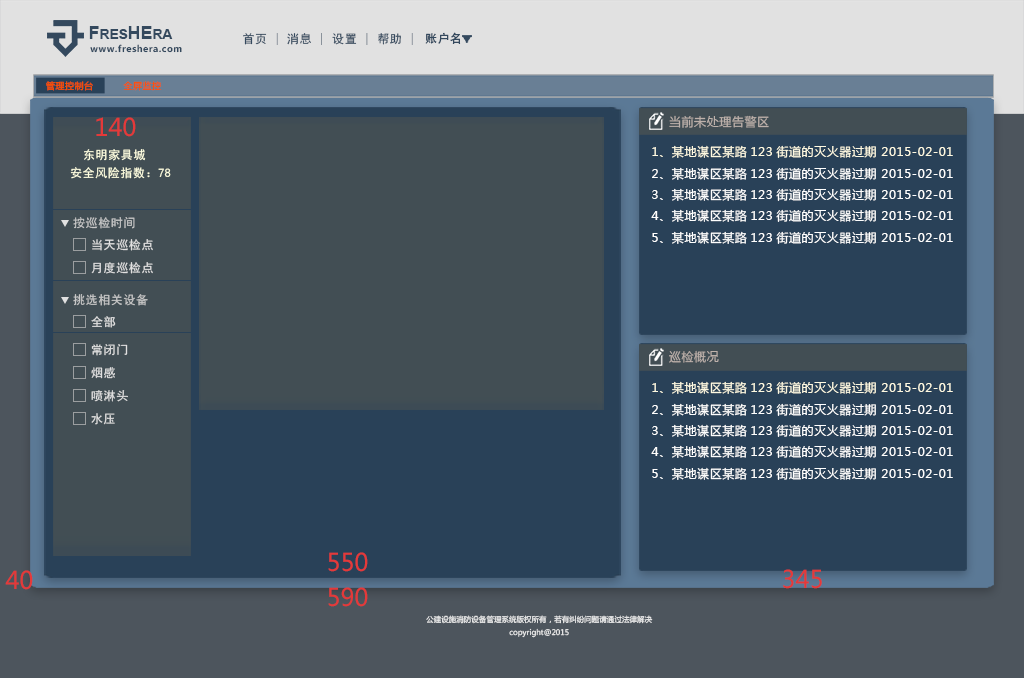 FRESHERA
www.freshera.com
首页 | 消息 | 设置 | 帮助 | 账户名▼
管理控制台
140
东明家具城
安全风险指数：78
▼按巡检时间
当天巡检点
月度巡检点
▼挑选相关设备
全部
常闭门
烟感
喷淋头
水压
当前未处理告警区
1、某地谋区某路 123 街道的灭火器过期 2015-02-01
2、某地谋区某路 123 街道的灭火器过期 2015-02-01
3、某地谋区某路 123 街道的灭火器过期 2015-02-01
4、某地谋区某路 123 街道的灭火器过期 2015-02-01
5、某地谋区某路 123 街道的灭火器过期 2015-02-01
巡检概况
1、某地谋区某路 123 街道的灭火器过期 2015-02-01
2、某地谋区某路 123 街道的灭火器过期 2015-02-01
3、某地谋区某路 123 街道的灭火器过期 2015-02-01
4、某地谋区某路 123 街道的灭火器过期 2015-02-01
5、某地谋区某路 123 街道的灭火器过期 2015-02-01
550
40
345
590
公建设施消防设备管理系统版权所有，若有纠纷问题请通过法律解决
copyright@2015